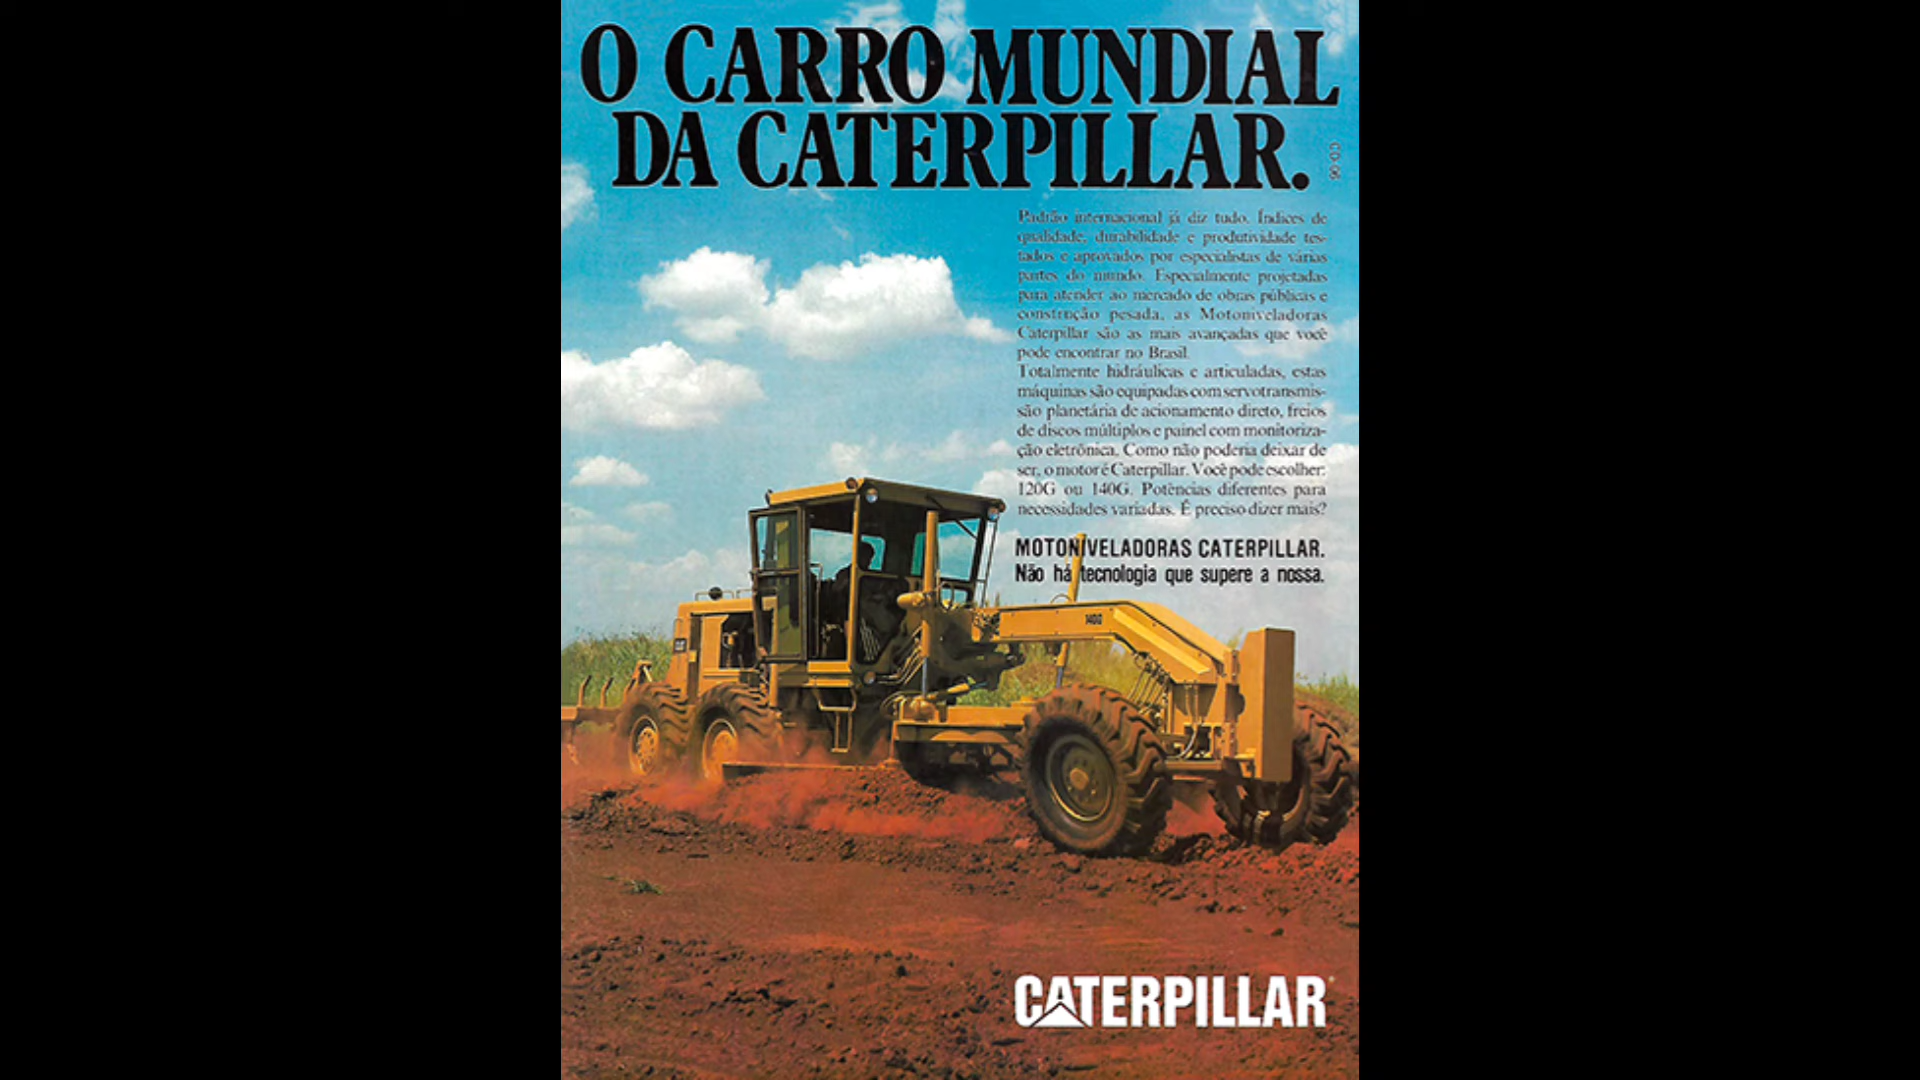 O CARRO MUNDIAL
DA CATERPILLAR.
Padrão internacional já diz tudo. Índices de
qualidade, durabilidade e produtividade tes-
tados e aprovados por especialistas de várias
partes do mundo. Especialmente projetadas
para atender ao mercado de obras públicas e
construção pesada, as Motoniveladoras
Caterpillar são as mais avançadas que você
pode encontrar no Brasil.
Totalmente hidráulicas e articuladas, estas
máquinas são equipadas com servotransmis-
são planetária de acionamento direto, freios
de discos múltiplos e painel com monitoriza-
ção eletrônica. Como não poderia deixar de
ser, o motor é Caterpillar. Você pode escolher:
120G ou 140G. Potências diferentes para
necessidades variadas. É preciso dizer mais?
MOTONIVELADORAS CATERPILLAR.
Não há tecnologia que supere a nossa.
140G
CATERPILLAR